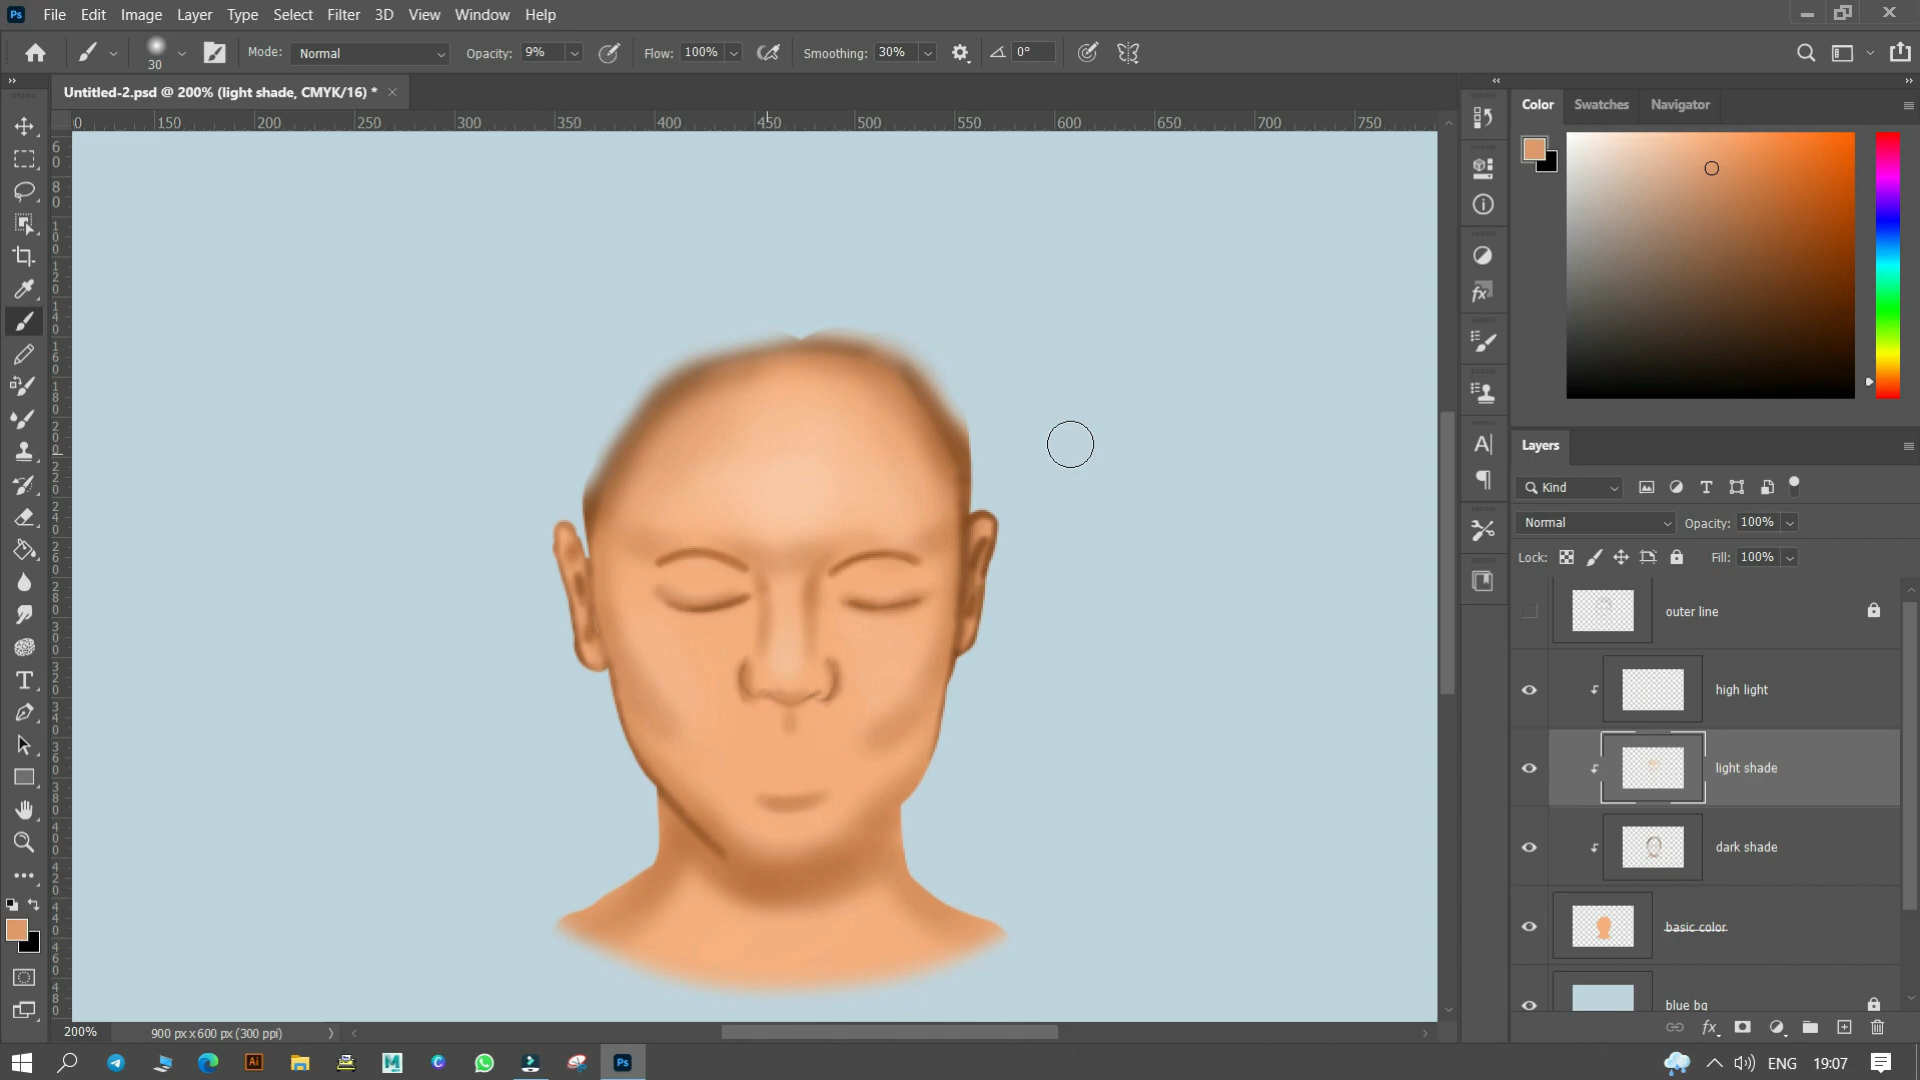 Ps File Edit Image Layer Type Select Filter 3D View Window Help
30 Mode: Normal Opacity: 9% Flow: 100% Smoothing: 30% 0°
Untitled-2.psd @ 200% (light shade, CMYK/16) *
150 200 250 300 350 400 450 500 550 600 650 700 750
Color Swatches Navigator
Layers
Kind
Normal Opacity: 100%
Lock: Fill: 100%
outer line
high light
light shade
dark shade
basic color
blue bg
200% 900 px x 600 px (300 ppi)
Ai Ps ENG 19:07